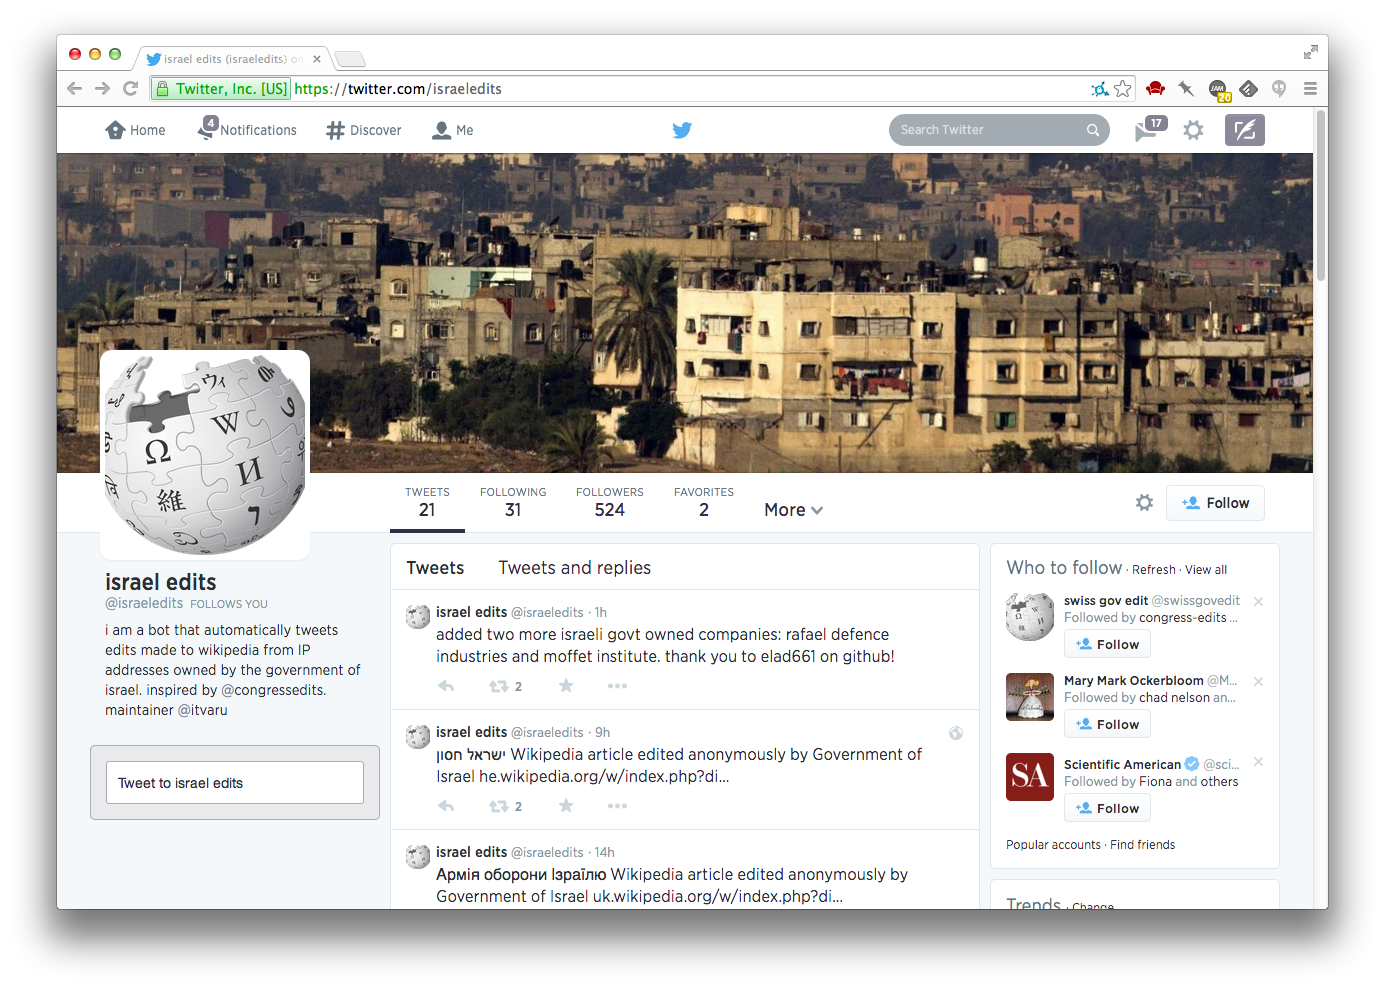 israel edits (israeledits) on
Twitter, Inc. [US] https://twitter.com/israeledits
JAM
20
Home
4
Notifications
Discover
Me
Search Twitter
17
Ω
W
И
維
ウィ
7
TWEETS
21
FOLLOWING
31
FOLLOWERS
524
FAVORITES
2
More
Follow
israel edits
@israeledits FOLLOWS YOU
i am a bot that automatically tweets
edits made to wikipedia from IP
addresses owned by the government of
israel. inspired by @congressedits.
maintainer @itvaru
Tweet to israel edits
Tweets Tweets and replies
israel edits @israeledits · 1h
added two more israeli govt owned companies: rafael defence
industries and moffet institute. thank you to elad661 on github!
2
israel edits @israeledits · 9h
ישראל חסון Wikipedia article edited anonymously by Government of
Israel he.wikipedia.org/w/index.php?di...
2
israel edits @israeledits · 14h
Армія оборони Ізраїлю Wikipedia article edited anonymously by
Government of Israel uk.wikipedia.org/w/index.php?di...
Who to follow · Refresh · View all
swiss gov edit @swissgovedit
Followed by congress-edits ...
Follow
Mary Mark Ockerbloom @M...
Followed by chad nelson an...
Follow
SA
Scientific American @sci...
Followed by Fiona and others
Follow
Popular accounts · Find friends
Trends · Change